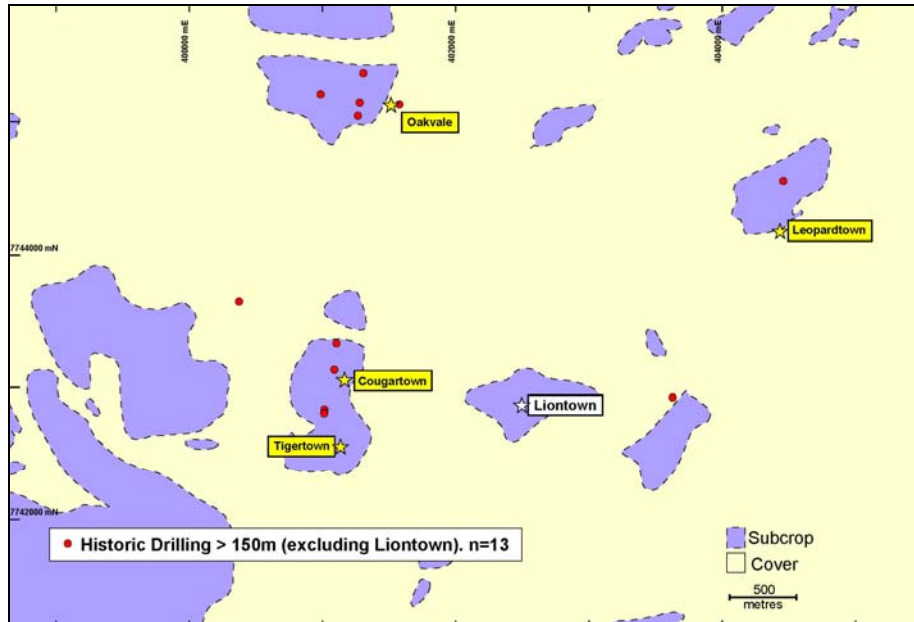 400000 mE
402000 mE
404000 mE
Oakvale
Leopardtown
7744000 mN
Cougartown
Liontown
Tigertown
7742000 mN
Historic Drilling > 150m (excluding Liontown). n=13
Subcrop
Cover
500
metres